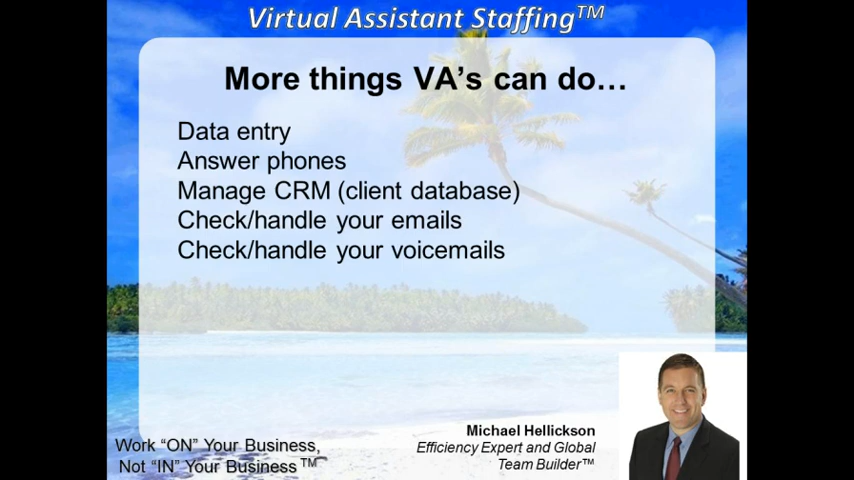 Virtual Assistant Staffing™
More things VA's can do…
Data entry
Answer phones
Manage CRM (client database)
Check/handle your emails
Check/handle your voicemails
Michael Hellickson
Efficiency Expert and Global
Team Builder™
Work “ON” Your Business,
Not “IN” Your Business™